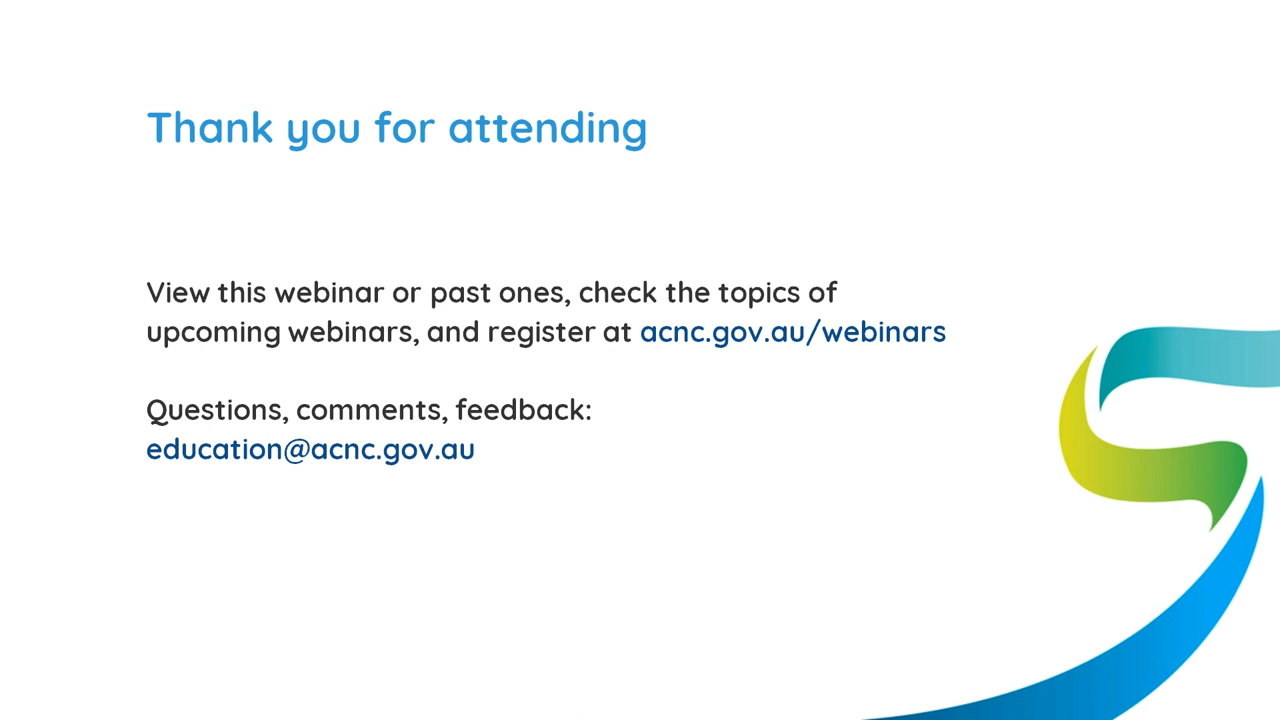 Thank you for attending
View this webinar or past ones, check the topics of
upcoming webinars, and register at acnc.gov.au/webinars
Questions, comments, feedback:
education@acnc.gov.au